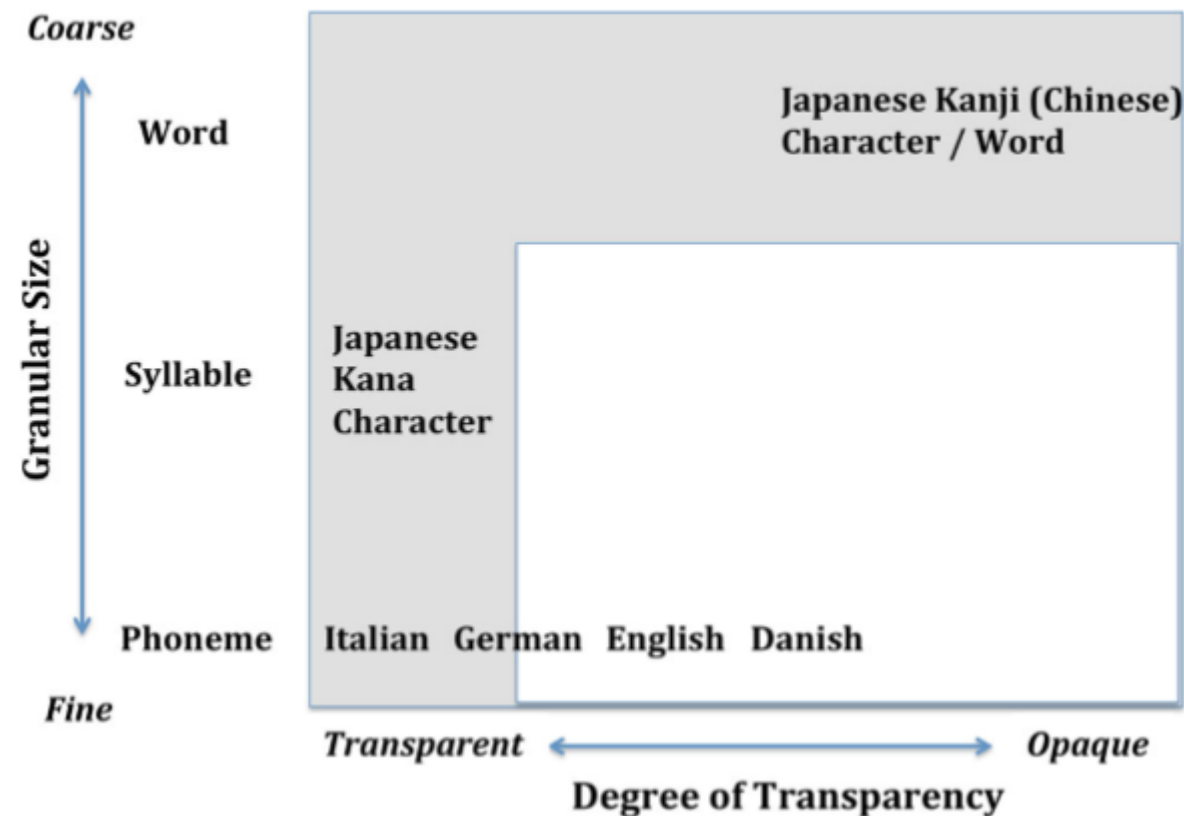 Coarse
Word
Japanese Kanji (Chinese)
Character / Word
Granular Size
Syllable
Japanese
Kana
Character
Phoneme
Italian German English Danish
Fine
Transparent
Opaque
Degree of Transparency